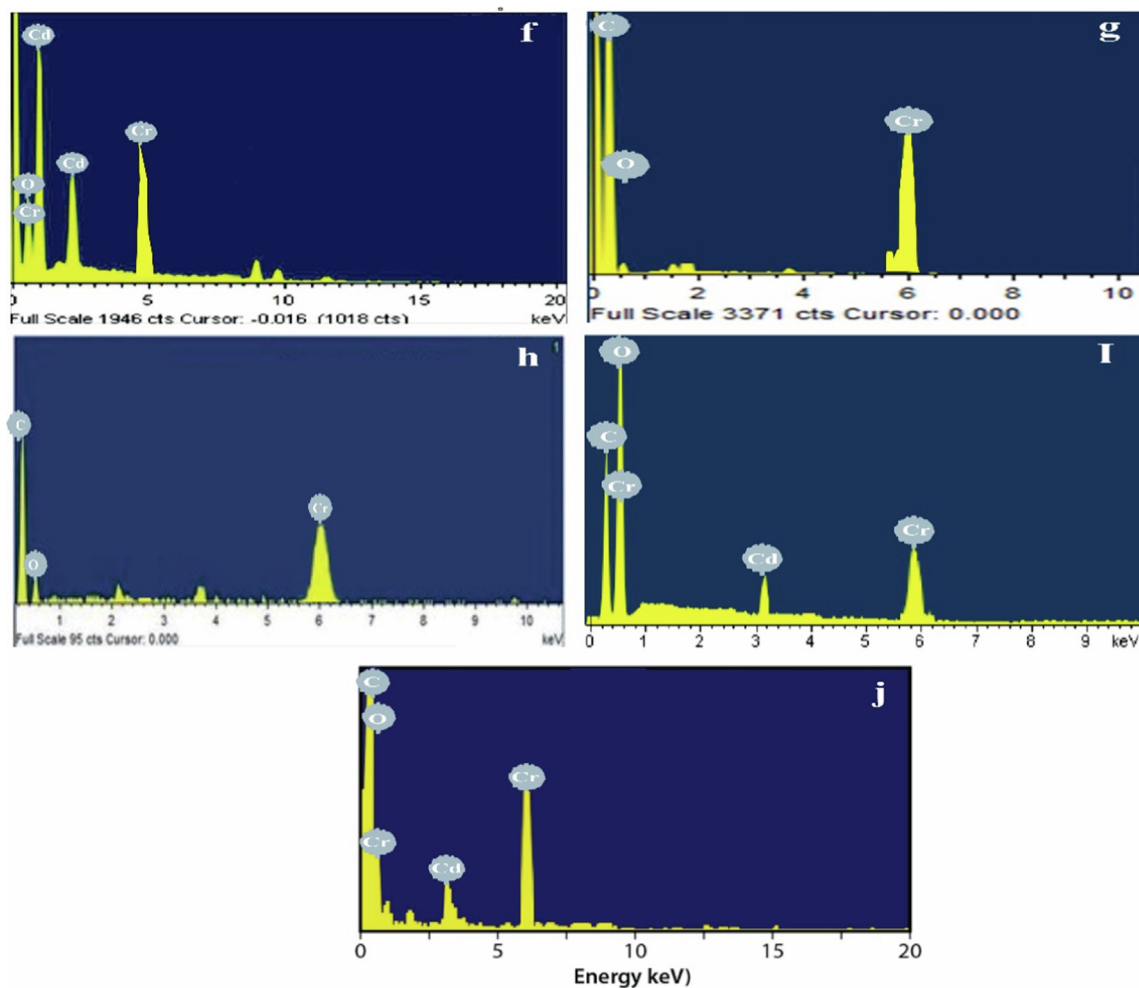 f
Cd
Cr
Cd
O
Cr
0 5 10 15 20
Full Scale 1946 cts Cursor: -0.016 (1018 cts) keV
g
C
Cr
O
0 2 4 6 8 10
Full Scale 3371 cts Cursor: 0.000
h
C
Cr
O
1 2 3 4 5 6 7 8 9 10
Full Scale 95 cts Cursor: 0.000 keV
I
O
C
Cr
Cr
Cd
0 1 2 3 4 5 6 7 8 9 keV
j
C
O
Cr
Cr
Cd
0 5 10 15 20
Energy keV)